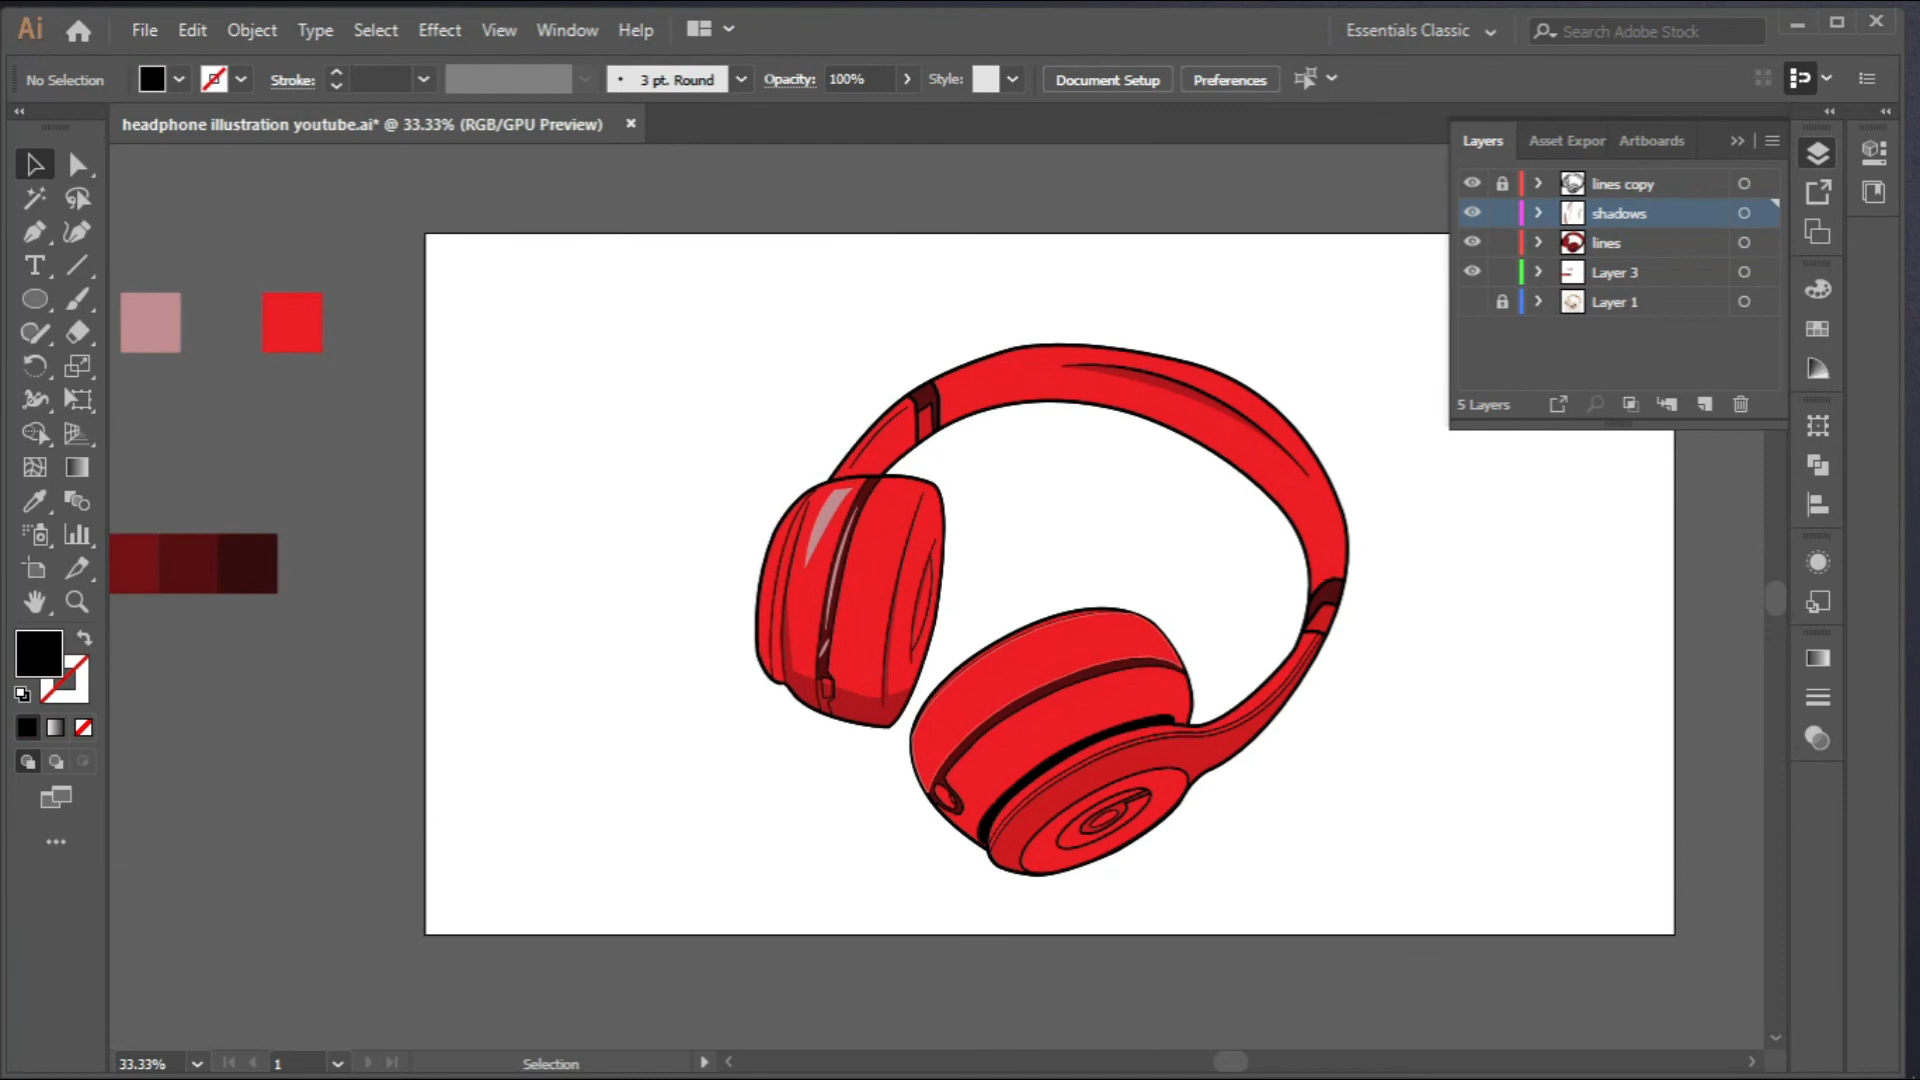 Ai File Edit Object Type Select Effect View Window Help Essentials Classic Search Adobe Stock
No Selection Stroke: 3 pt. Round Opacity: 100% Style: Document Setup Preferences
headphone illustration youtube.ai* @ 33.33% (RGB/GPU Preview)
Layers Asset Expor Artboards
lines copy
shadows
lines
Layer 3
Layer 1
5 Layers
33.33% 1 Selection